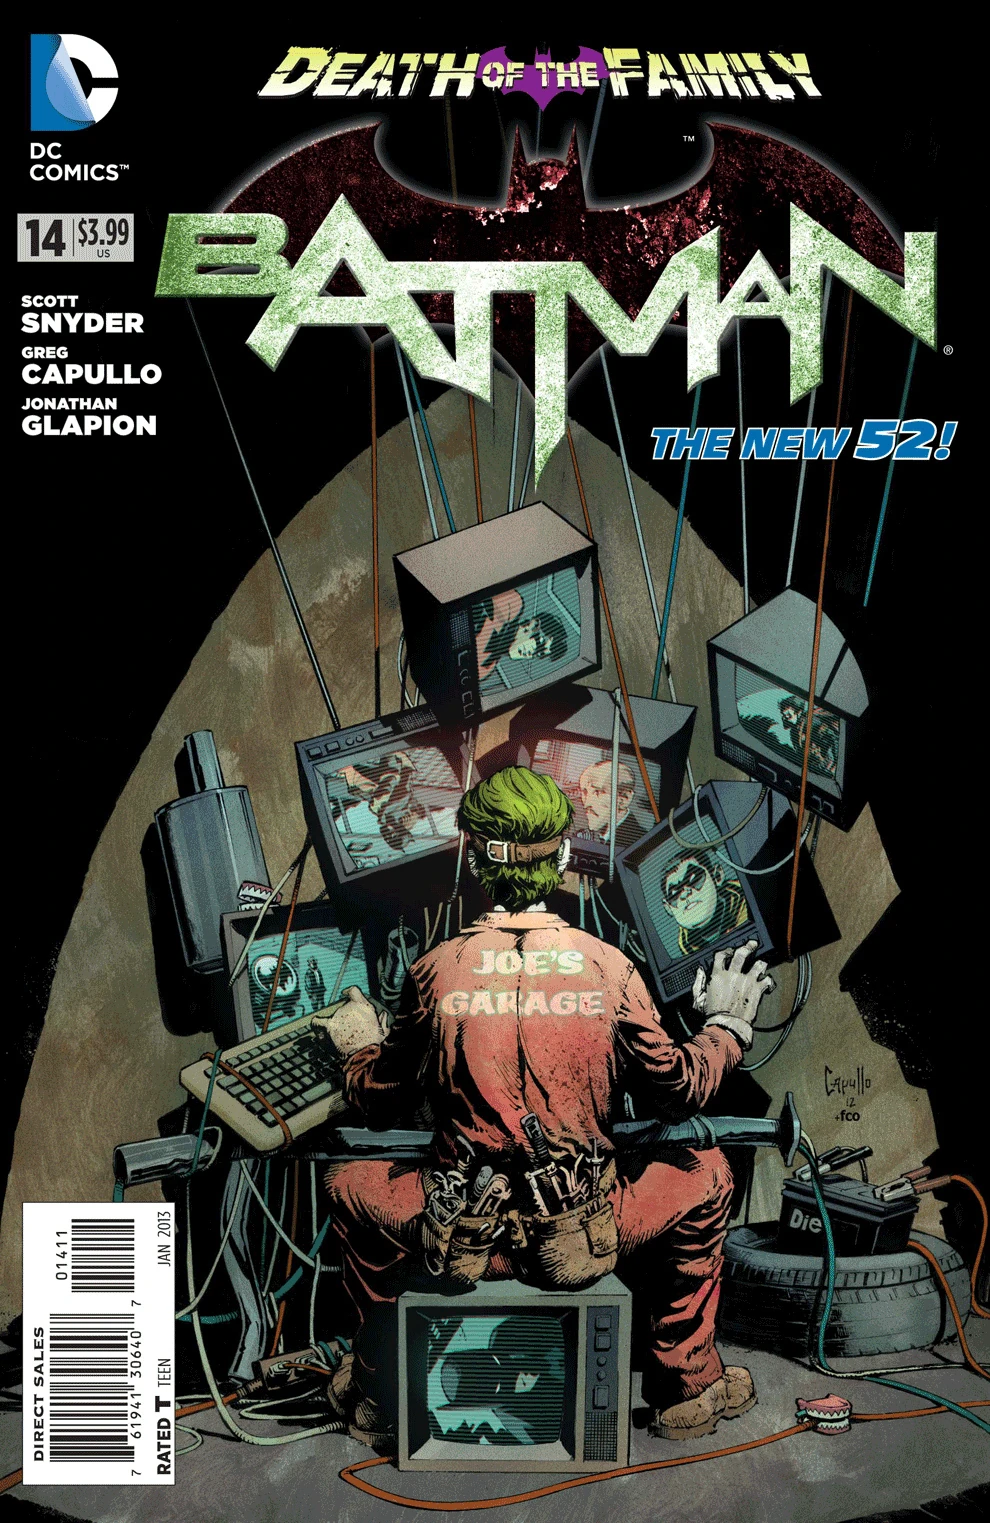 DEATH OF THE FAMILY
DC
COMICS™
™
BATMAN®
14 $3.99
US
SCOTT
SNYDER
GREG
CAPULLO
JONATHAN
GLAPION
THE NEW 52!
JOE'S
GARAGE
Capullo
12
+fco
Die
01411
7 61941 30640 7
DIRECT SALES
RATED T TEEN
JAN 2013